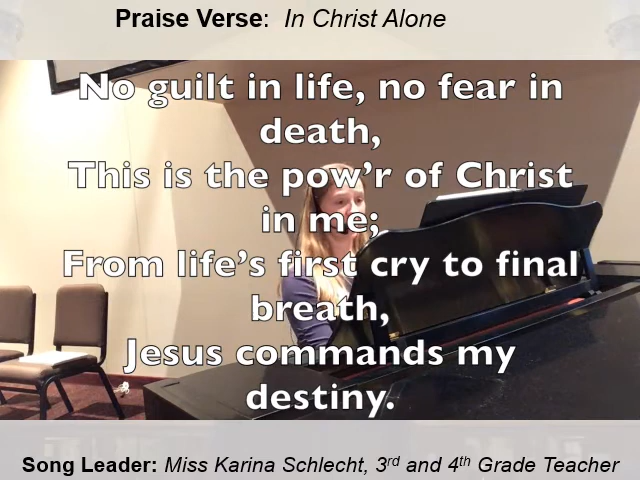 Praise Verse: In Christ Alone
No guilt in life, no fear in
death,
This is the pow’r of Christ
in me;
From life’s first cry to final
breath,
Jesus commands my
destiny.
Song Leader: Miss Karina Schlecht, 3rd and 4th Grade Teacher